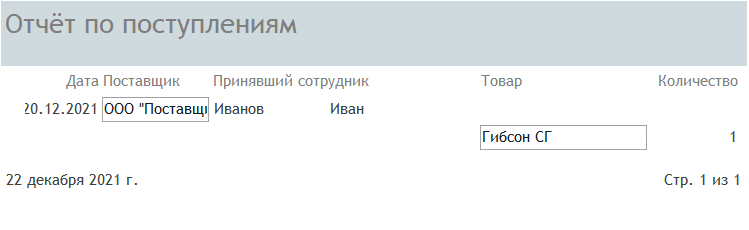 Отчёт по поступлениям
Дата Поставщик Принявший сотрудник Товар Количество
20.12.2021 ООО "Поставщи Иванов Иван
Гибсон СГ 1
22 декабря 2021 г. Стр. 1 из 1